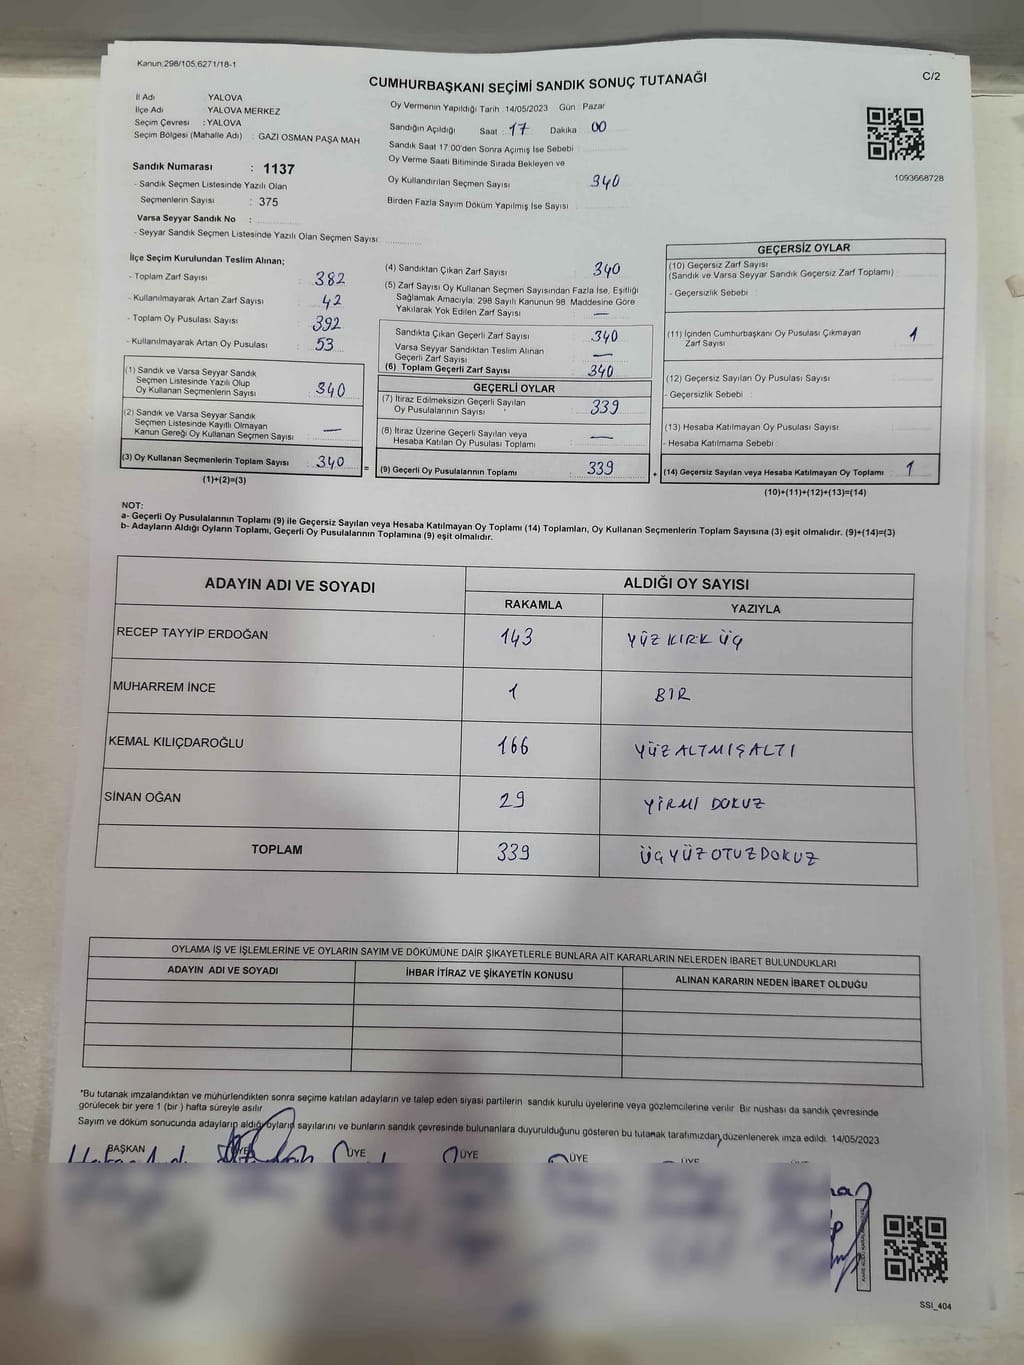 Kanun:298/105,6271/18-1
CUMHURBAŞKANI SEÇİMİ SANDIK SONUÇ TUTANAĞI
C/2
İl Adı YALOVA
İlçe Adı YALOVA MERKEZ
Seçim Çevresi : YALOVA
Seçim Bölgesi (Mahalle Adı) : GAZI OSMAN PAŞA MAH
Sandık Numarası : 1137
- Sandık Seçmen Listesinde Yazılı Olan
Seçmenlerin Sayısı : 375
Varsa Seyyar Sandık No :
- Seyyar Sandık Seçmen Listesinde Yazılı Olan Seçmen Sayısı
Oy Vermenin Yapıldığı Tarih 14/05/2023 Gün Pazar
Sandığın Açıldığı Saat 17 Dakika 00
Sandık Saat 17:00'den Sonra Açımış İse Sebebi
Oy Verme Saati Bitiminde Sırada Bekleyen ve
Oy Kullandırılan Seçmen Sayısı 340
Birden Fazla Sayım Döküm Yapılmış İse Sayısı
1093668728
İlçe Seçim Kurulundan Teslim Alınan;
- Toplam Zarf Sayısı : 382
- Kullanılmayarak Artan Zarf Sayısı : 42
- Toplam Oy Pusulası Sayısı : 392
- Kullanılmayarak Artan Oy Pusulası : 53
(1) Sandık ve Varsa Seyyar Sandık
Seçmen Listesinde Yazılı Olup
Oy Kullanan Seçmenlerin Sayısı : 340
(2) Sandık ve Varsa Seyyar Sandık
Seçmen Listesinde Kayıtlı Olmayan
Kanun Gereği Oy Kullanan Seçmen Sayısı : —
(3) Oy Kullanan Seçmenlerin Toplam Sayısı : 340
(1)+(2)=(3)
=
(4) Sandıktan Çıkan Zarf Sayısı : 340
(5) Zarf Sayısı Oy Kullanan Seçmen Sayısından Fazla İse, Eşitliği
Sağlamak Amacıyla; 298 Sayılı Kanunun 98. Maddesine Göre
Yakılarak Yok Edilen Zarf Sayısı : —
Sandıkta Çıkan Geçerli Zarf Sayısı : 340
Varsa Seyyar Sandıktan Teslim Alınan
Geçerli Zarf Sayısı : —
(6) Toplam Geçerli Zarf Sayısı : 340
GEÇERLİ OYLAR
(7) İtiraz Edilmeksizin Geçerli Sayılan
Oy Pusulalarının Sayısı : 339
(8) İtiraz Üzerine Geçerli Sayılan veya
Hesaba Katılan Oy Pusulası Toplamı : —
(9) Geçerli Oy Pusulalarının Toplamı : 339
+
GEÇERSİZ OYLAR
(10) Geçersiz Zarf Sayısı
(Sandık ve Varsa Seyyar Sandık Geçersiz Zarf Toplamı) :
- Geçersizlik Sebebi :
(11) İçinden Cumhurbaşkanı Oy Pusulası Çıkmayan
Zarf Sayısı : 1
(12) Geçersiz Sayılan Oy Pusulası Sayısı :
- Geçersizlik Sebebi :
(13) Hesaba Katılmayan Oy Pusulası Sayısı :
- Hesaba Katılmama Sebebi :
(14) Geçersiz Sayılan veya Hesaba Katılmayan Oy Toplamı : 1
(10)+(11)+(12)+(13)=(14)
NOT:
a- Geçerli Oy Pusulalarının Toplamı (9) ile Geçersiz Sayılan veya Hesaba Katılmayan Oy Toplamı (14) Toplamları, Oy Kullanan Seçmenlerin Toplam Sayısına (3) eşit olmalıdır. (9)+(14)=(3)
b- Adayların Aldığı Oyların Toplamı, Geçerli Oy Pusulalarının Toplamına (9) eşit olmalıdır.
ADAYIN ADI VE SOYADI ALDIĞI OY SAYISI
RAKAMLA YAZIYLA
RECEP TAYYİP ERDOĞAN 143 YÜZ KIRK ÜÇ
MUHARREM İNCE 1 BİR
KEMAL KILIÇDAROĞLU 166 YÜZ ALTMIŞ ALTI
SİNAN OĞAN 29 YİRMİ DOKUZ
TOPLAM 339 ÜÇ YÜZ OTUZ DOKUZ
OYLAMA İŞ VE İŞLEMLERİNE VE OYLARIN SAYIM VE DÖKÜMÜNE DAİR ŞİKAYETLERLE BUNLARA AİT KARARLARIN NELERDEN İBARET BULUNDUKLARI
ADAYIN ADI VE SOYADI İHBAR İTİRAZ VE ŞİKAYETİN KONUSU ALINAN KARARIN NEDEN İBARET OLDUĞU
*Bu tutanak imzalandıktan ve mühürlendikten sonra seçime katılan adayların ve talep eden siyasi partilerin sandık kurulu üyelerine veya gözlemcilerine verilir. Bir nüshası da sandık çevresinde
görülecek bir yere 1 (bir) hafta süreyle asılır.
Sayım ve döküm sonucunda adayların aldığı oyların sayılarını ve bunların sandık çevresinde bulunanlara duyurulduğunu gösteren bu tutanak tarafımızdan düzenlenerek imza edildi. 14/05/2023
BAŞKAN ÜYE ÜYE ÜYE ÜYE ÜYE ÜYE
SSI_404